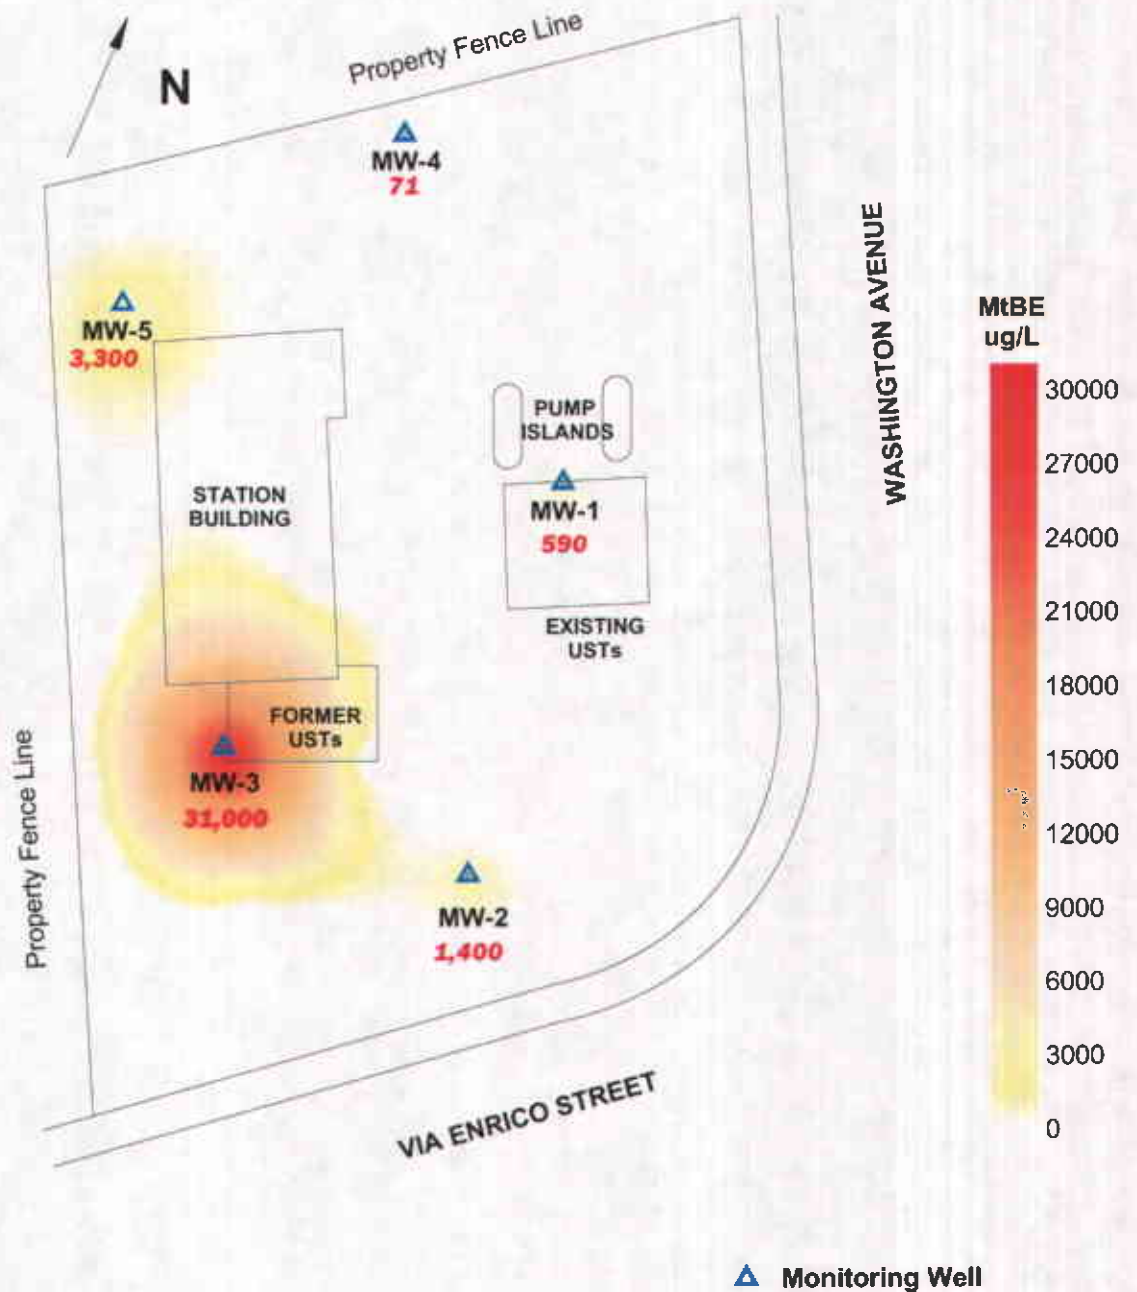 N
Property Fence Line
MW-4
71
MW-5
3,300
WASHINGTON AVENUE
MtBE
ug/L
30000
27000
24000
21000
18000
15000
12000
9000
6000
3000
0
PUMP
ISLANDS
STATION
BUILDING
MW-1
590
EXISTING
USTs
FORMER
USTs
MW-3
31,000
Property Fence Line
MW-2
1,400
VIA ENRICO STREET
Monitoring Well